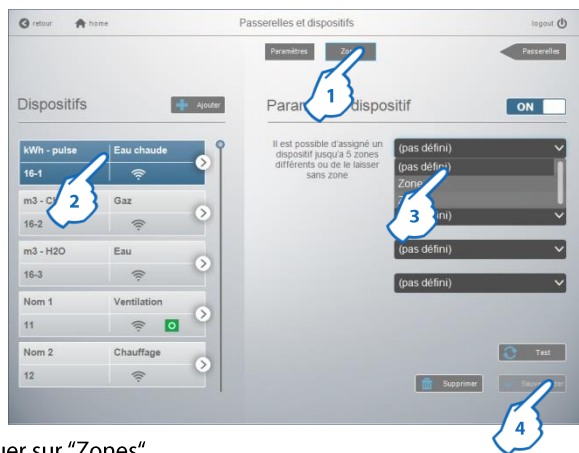 retour
home
Passerelles et dispositifs
logout
Paramètres
Passerelles
1
Dispositifs
Ajouter
dispositif
ON
kWh - pulse
Eau chaude
16-1
2
Gaz
16-2
m3 - H2O
Eau
16-3
Nom 1
Ventilation
11
Nom 2
Chauffage
12
Il est possible d'assigné un
dispositif jusqu'a 5 zones
différents ou de le laisser
sans zone
(pas défini)
(pas défini)
Zone
3
(pas défini)
(pas défini)
Test
Supprimer
4
uer sur "Zones"